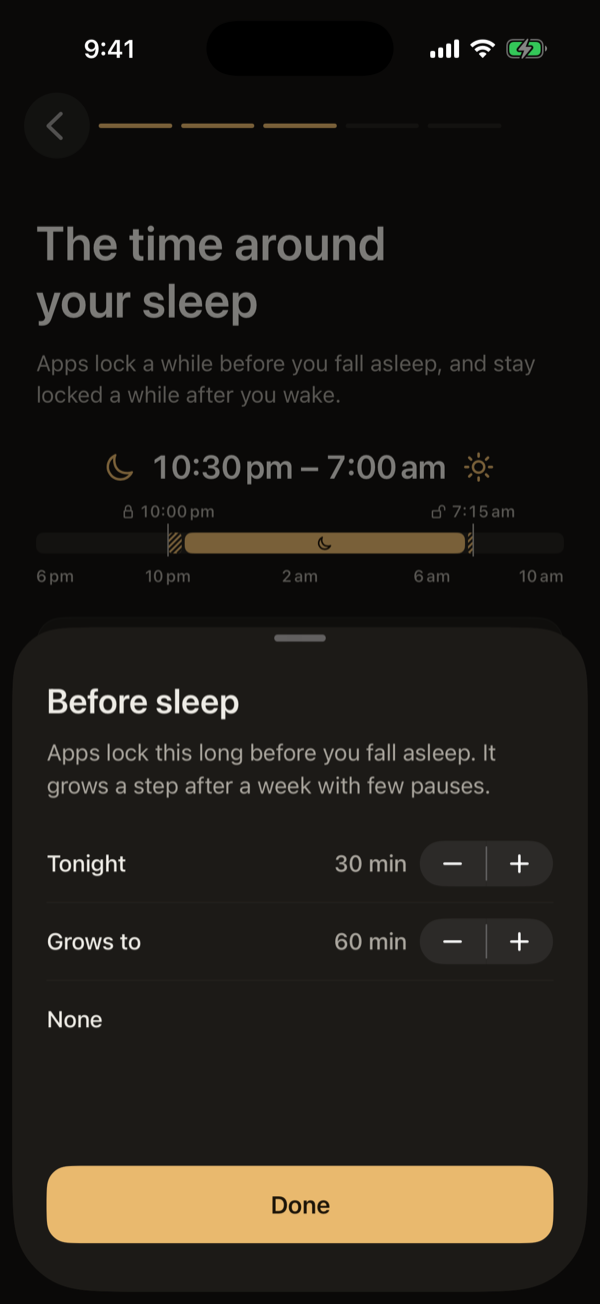 9:41
The time around
your sleep
Apps lock a while before you fall asleep, and stay
locked a while after you wake.
10:30 pm – 7:00 am
10:00 pm
7:15 am
6 pm
10 pm
2 am
6 am
10 am
Before sleep
Apps lock this long before you fall asleep. It
grows a step after a week with few pauses.
Tonight
30 min
Grows to
60 min
None
Done